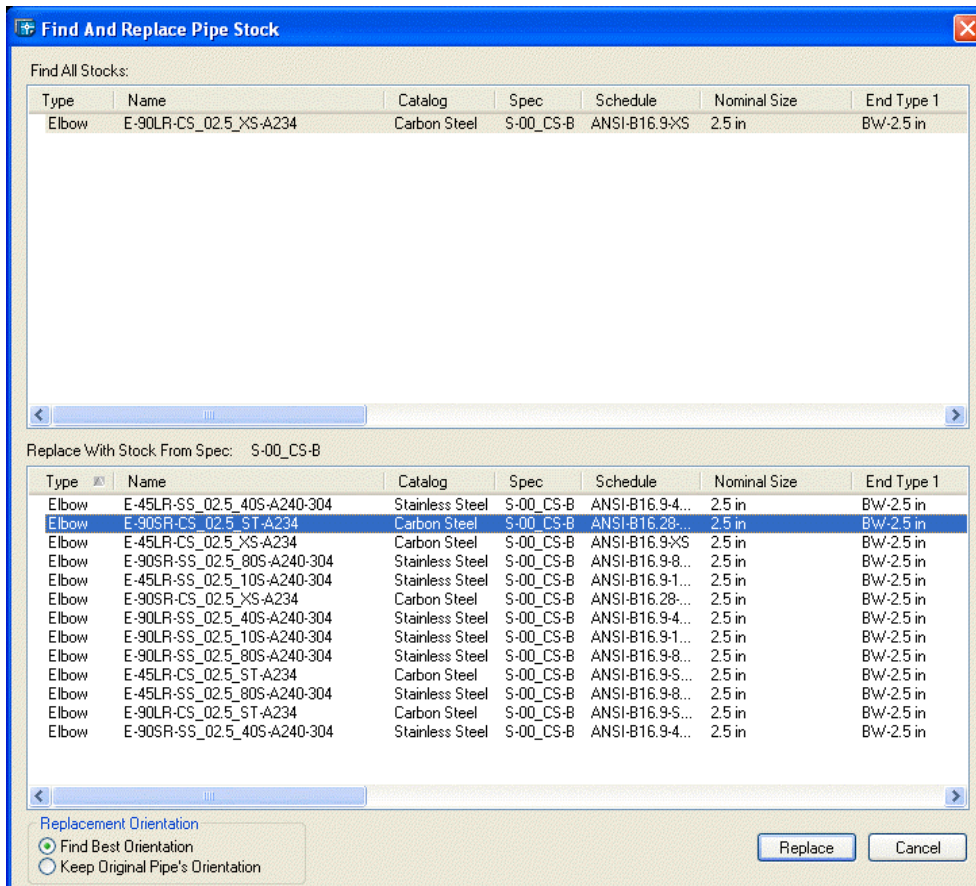 Find And Replace Pipe Stock
Find All Stocks:
Type Name Catalog Spec Schedule Nominal Size End Type 1
Elbow E-90LR-CS_02.5_XS-A234 Carbon Steel S-00_CS-B ANSI-B16.9-XS 2.5 in BW-2.5 in
Replace With Stock From Spec: S-00_CS-B
Type Name Catalog Spec Schedule Nominal Size End Type 1
Elbow E-45LR-SS_02.5_40S-A240-304 Stainless Steel S-00_CS-B ANSI-B16.9-4... 2.5 in BW-2.5 in
Elbow E-90SR-CS_02.5_ST-A234 Carbon Steel S-00_CS-B ANSI-B16.28-... 2.5 in BW-2.5 in
Elbow E-45LR-CS_02.5_XS-A234 Carbon Steel S-00_CS-B ANSI-B16.9-XS 2.5 in BW-2.5 in
Elbow E-90SR-SS_02.5_80S-A240-304 Stainless Steel S-00_CS-B ANSI-B16.9-8... 2.5 in BW-2.5 in
Elbow E-45LR-SS_02.5_10S-A240-304 Stainless Steel S-00_CS-B ANSI-B16.9-1... 2.5 in BW-2.5 in
Elbow E-90SR-CS_02.5_XS-A234 Carbon Steel S-00_CS-B ANSI-B16.28-... 2.5 in BW-2.5 in
Elbow E-90LR-SS_02.5_40S-A240-304 Stainless Steel S-00_CS-B ANSI-B16.9-4... 2.5 in BW-2.5 in
Elbow E-90LR-SS_02.5_10S-A240-304 Stainless Steel S-00_CS-B ANSI-B16.9-1... 2.5 in BW-2.5 in
Elbow E-90LR-SS_02.5_80S-A240-304 Stainless Steel S-00_CS-B ANSI-B16.9-8... 2.5 in BW-2.5 in
Elbow E-45LR-CS_02.5_ST-A234 Carbon Steel S-00_CS-B ANSI-B16.9-S... 2.5 in BW-2.5 in
Elbow E-45LR-SS_02.5_80S-A240-304 Stainless Steel S-00_CS-B ANSI-B16.9-8... 2.5 in BW-2.5 in
Elbow E-90LR-CS_02.5_ST-A234 Carbon Steel S-00_CS-B ANSI-B16.9-S... 2.5 in BW-2.5 in
Elbow E-90SR-SS_02.5_40S-A240-304 Stainless Steel S-00_CS-B ANSI-B16.9-4... 2.5 in BW-2.5 in
Replacement Orientation
Find Best Orientation
Keep Original Pipe's Orientation
Replace Cancel